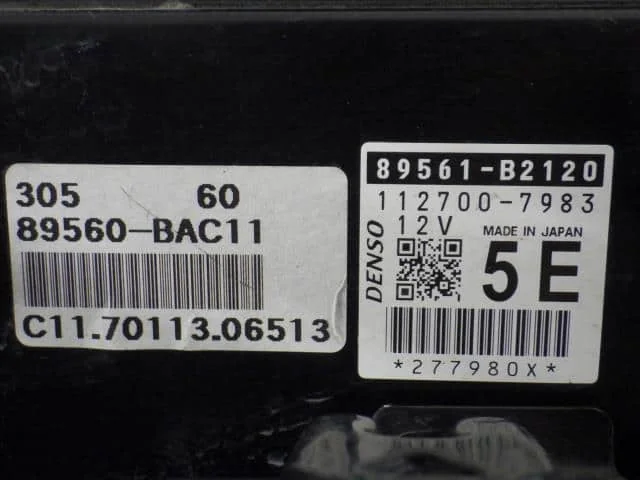 305 60
89560-BAC11
C11.70113.06513
89561-B2120
112700-7983
12V MADE IN JAPAN
DENSO
5E
*277980X*